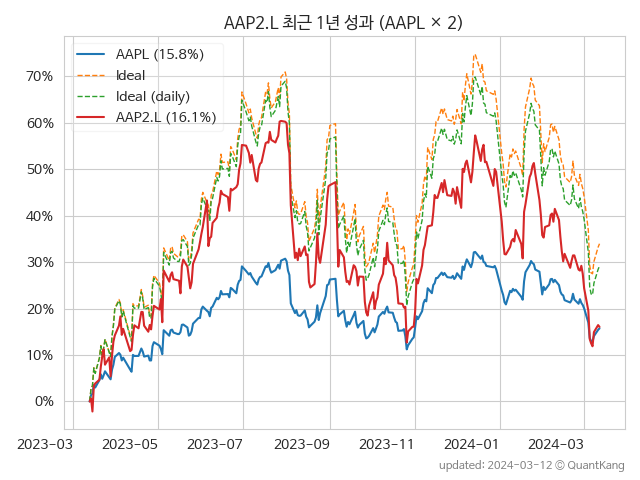 AAP2.L 최근 1년 성과 (AAPL × 2)
AAPL (15.8%)
Ideal
Ideal (daily)
AAP2.L (16.1%)
70%
60%
50%
40%
30%
20%
10%
0%
2023-03 2023-05 2023-07 2023-09 2023-11 2024-01 2024-03
updated: 2024-03-12 © QuantKang